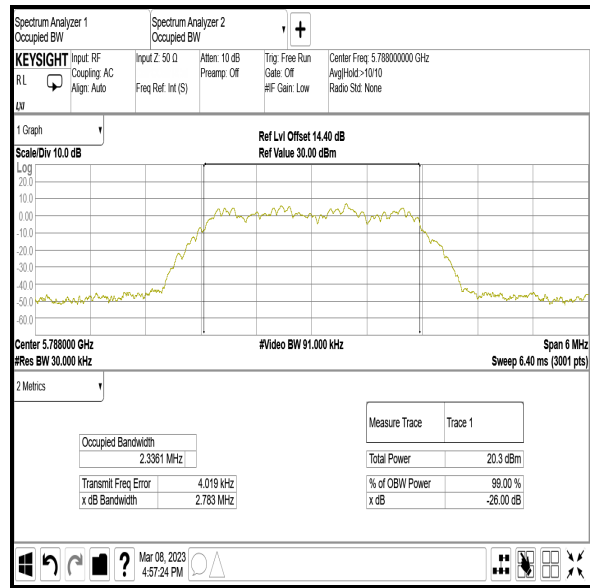 Spectrum Analyzer 1
Occupied BW
Spectrum Analyzer 2
Occupied BW
KEYSIGHT
RL
LXI
Input: RF
Coupling: AC
Align: Auto
Input Z: 50 Ω
Freq Ref: Int (S)
Atten: 10 dB
Preamp: Off
Trig: Free Run
Gate: Off
#IF Gain: Low
Center Freq: 5.788000000 GHz
Avg|Hold:>10/10
Radio Std: None
1 Graph
Scale/Div 10.0 dB
Ref Lvl Offset 14.40 dB
Ref Value 30.00 dBm
Log
20.0
10.0
0.00
-10.0
-20.0
-30.0
-40.0
-50.0
-60.0
Center 5.788000 GHz
#Video BW 91.000 kHz
Span 6 MHz
#Res BW 30.000 kHz
Sweep 6.40 ms (3001 pts)
2 Metrics
Occupied Bandwidth
2.3361 MHz
Transmit Freq Error 4.019 kHz
x dB Bandwidth 2.783 MHz
Measure Trace Trace 1
Total Power 20.3 dBm
% of OBW Power 99.00 %
x dB -26.00 dB
?
Mar 08, 2023
4:57:24 PM